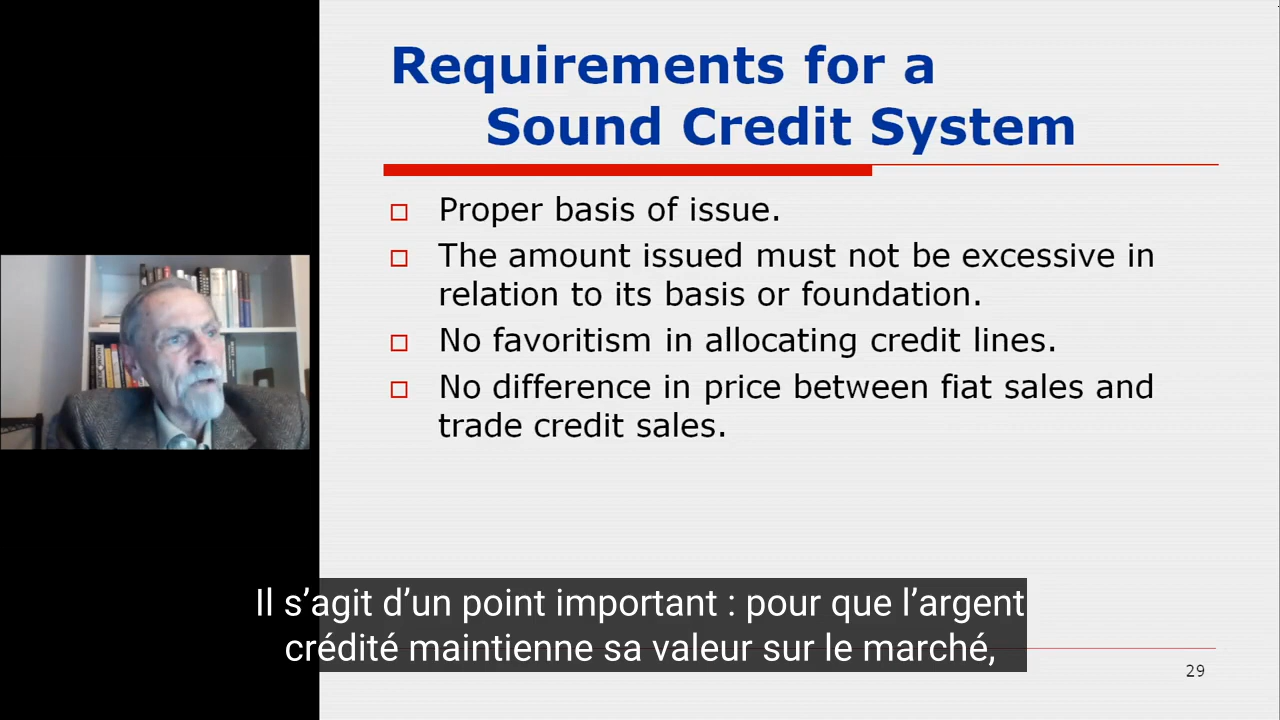 Requirements for a
Sound Credit System
Proper basis of issue.
The amount issued must not be excessive in
relation to its basis or foundation.
No favoritism in allocating credit lines.
No difference in price between fiat sales and
trade credit sales.
Il s’agit d’un point important : pour que l’argent
crédité maintienne sa valeur sur le marché,
29